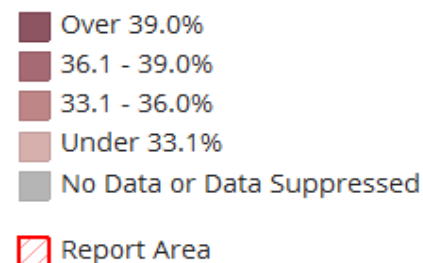 Over 39.0%
36.1 - 39.0%
33.1 - 36.0%
Under 33.1%
No Data or Data Suppressed
Report Area